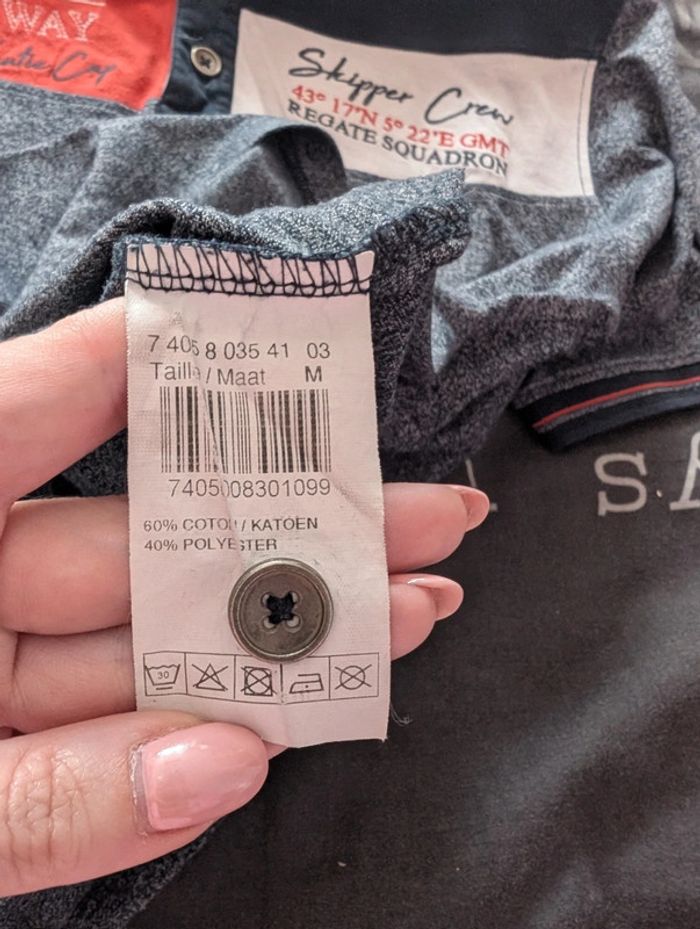 WAY
Skipper Crew
43° 17'N 5° 22'E GMT
REGATE SQUADRON
7 405 8 035 41 03
Taille / Maat M
7405008301099
60% COTON / KATOEN
40% POLYESTER
30